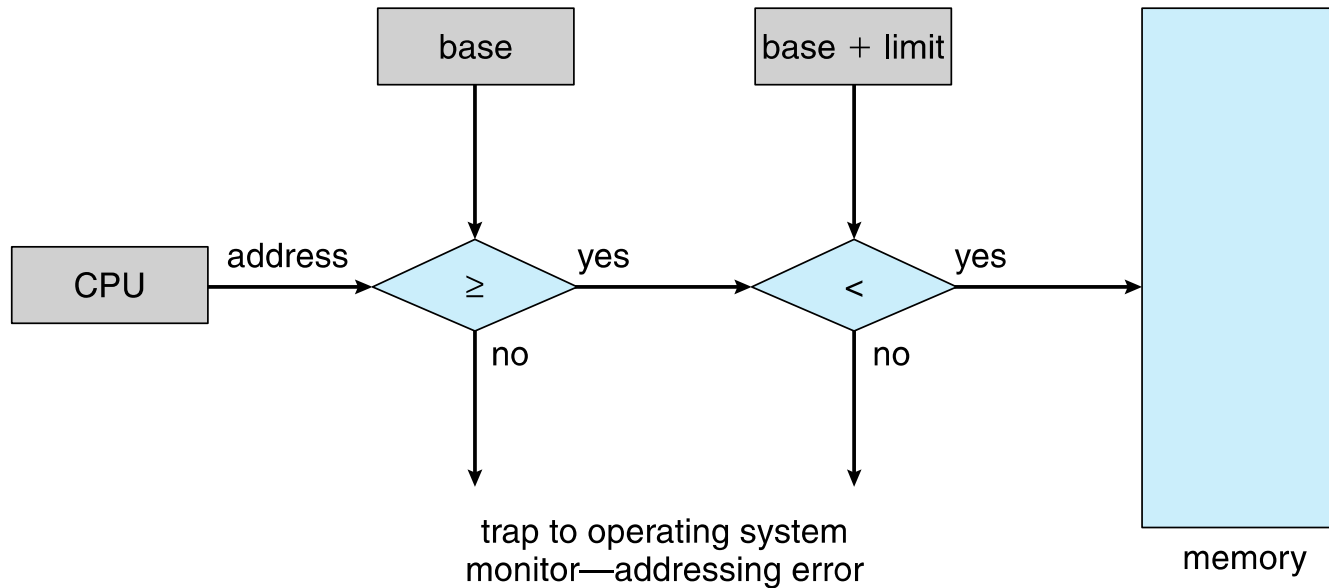 base
base + limit
CPU
address
≥
yes
<
yes
no
no
trap to operating system
monitor—addressing error
memory